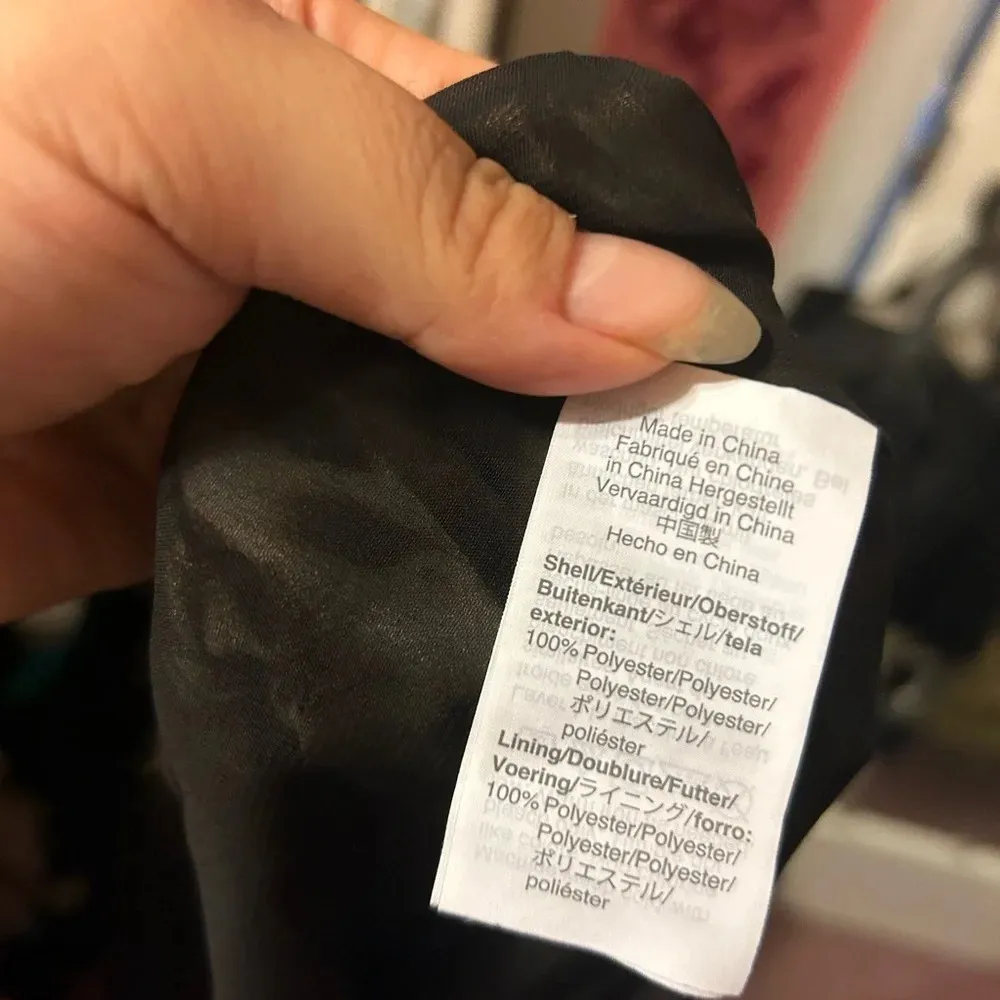 Made in China
Fabriqué en Chine
in China Hergestellt
Vervaardigd in China
中国製
Hecho en China
Shell/Extérieur/Oberstoff/
Buitenkant/シェル/tela
exterior:
100% Polyester/Polyester/
Polyester/Polyester/
ポリエステル/
poliéster
Lining/Doublure/Futter/
Voering/ライニング/forro:
100% Polyester/Polyester/
Polyester/Polyester/
ポリエステル/
poliéster